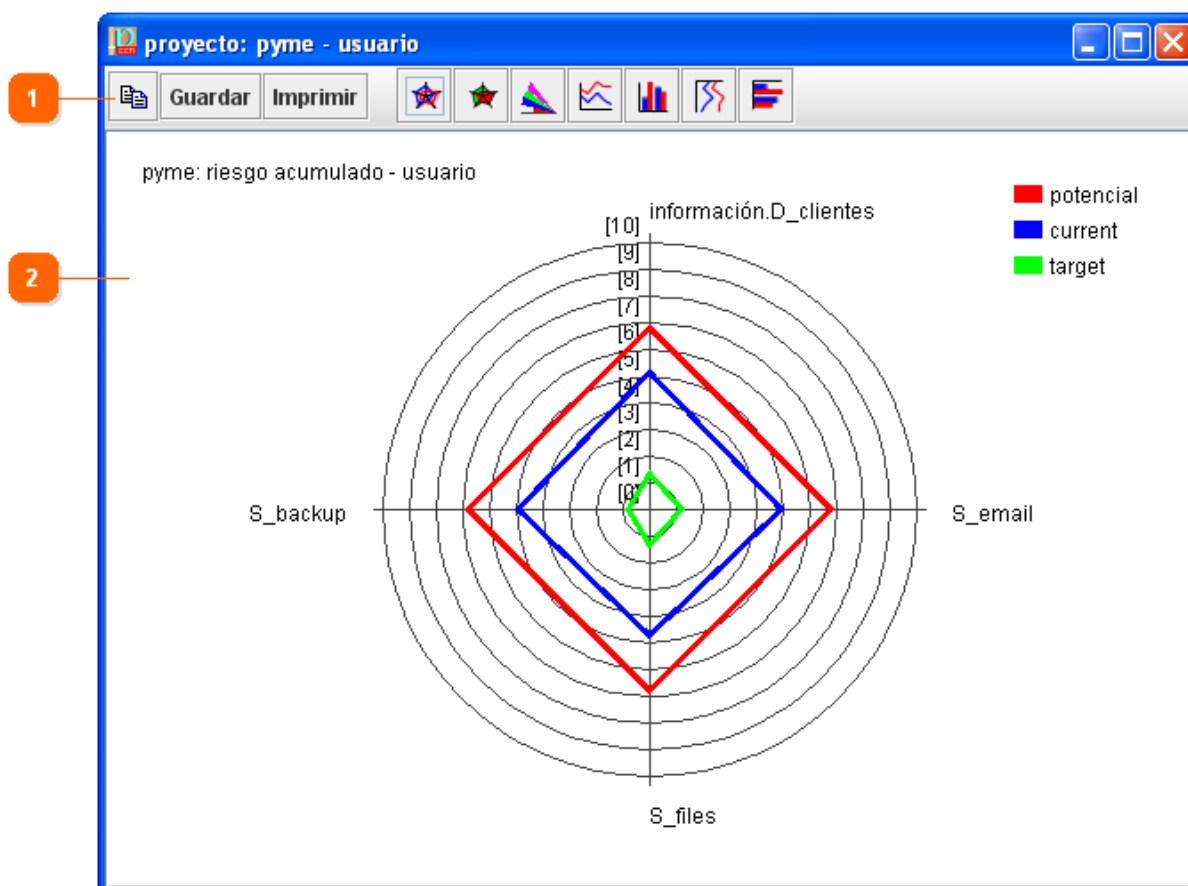 proyecto: pyme - usuario
1
Guardar Imprimir
pyme: riesgo acumulado - usuario
potencial
current
target
2
información.D_clientes
[10]
[9]
[8]
[7]
[6]
[5]
[4]
[3]
[2]
[1]
[0]
S_backup
S_email
S_files